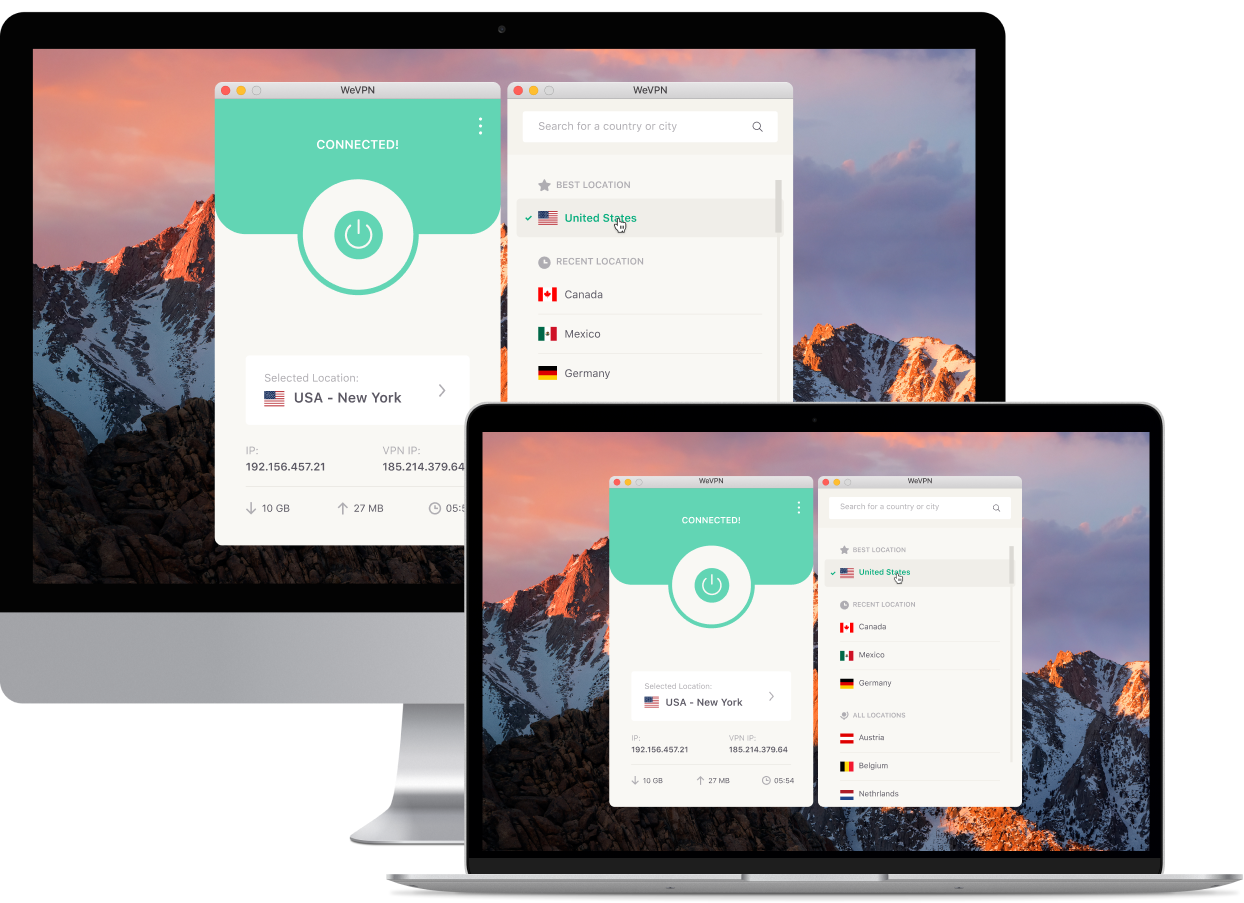 WeVPN
CONNECTED!
Selected Location:
USA - New York
IP:
VPN IP:
192.156.457.21
185.214.379.64
10 GB
27 MB
05:5
WeVPN
Search for a country or city
BEST LOCATION
United States
RECENT LOCATION
Canada
Mexico
Germany
WeVPN
CONNECTED!
Selected Location:
USA - New York
IP:
VPN IP:
192.156.457.21
185.214.379.64
10 GB
27 MB
05:54
WeVPN
Search for a country or city
BEST LOCATION
United States
RECENT LOCATION
Canada
Mexico
Germany
ALL LOCATIONS
Austria
Belgium
Nethrlands